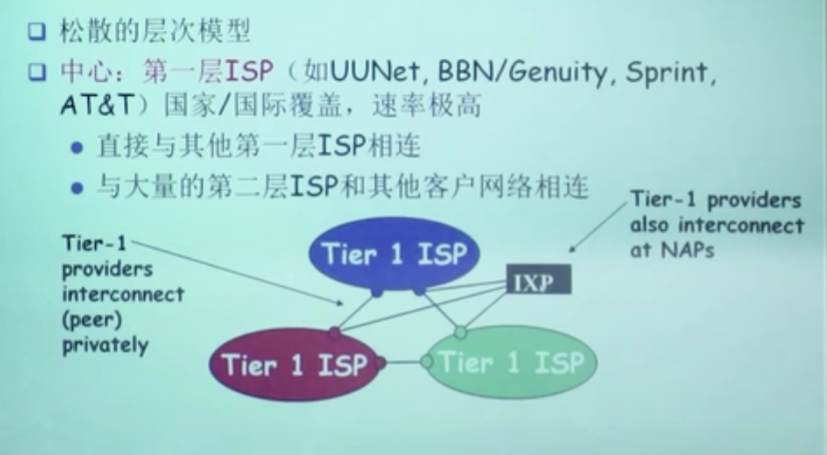 松散的层次模型
中心：第一层ISP（如UUNet, BBN/Genuity, Sprint,
AT&T）国家/国际覆盖，速率极高
直接与其他第一层ISP相连
与大量的第二层ISP和其他客户网络相连
Tier-1 providers
also interconnect
at NAPs
Tier-1
providers
interconnect
(peer)
privately
Tier 1 ISP
IXP
Tier 1 ISP
Tier 1 ISP